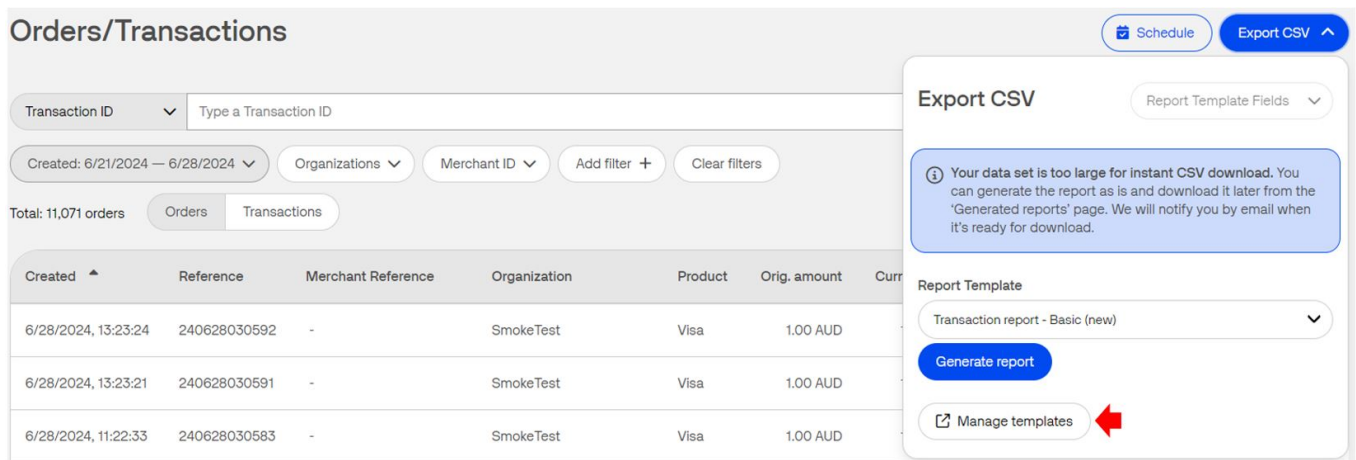 Orders/Transactions
Schedule
Export CSV
Transaction ID
Type a Transaction ID
Created: 6/21/2024 — 6/28/2024
Organizations
Merchant ID
Add filter +
Clear filters
Total: 11,071 orders
Orders
Transactions
Created
Reference
Merchant Reference
Organization
Product
Orig. amount
Curr
6/28/2024, 13:23:24
240628030592
-
SmokeTest
Visa
1.00 AUD
6/28/2024, 13:23:21
240628030591
-
SmokeTest
Visa
1.00 AUD
6/28/2024, 11:22:33
240628030583
-
SmokeTest
Visa
1.00 AUD
Export CSV
Report Template Fields
Your data set is too large for instant CSV download. You
can generate the report as is and download it later from the
‘Generated reports’ page. We will notify you by email when
it's ready for download.
Report Template
Transaction report - Basic (new)
Generate report
Manage templates